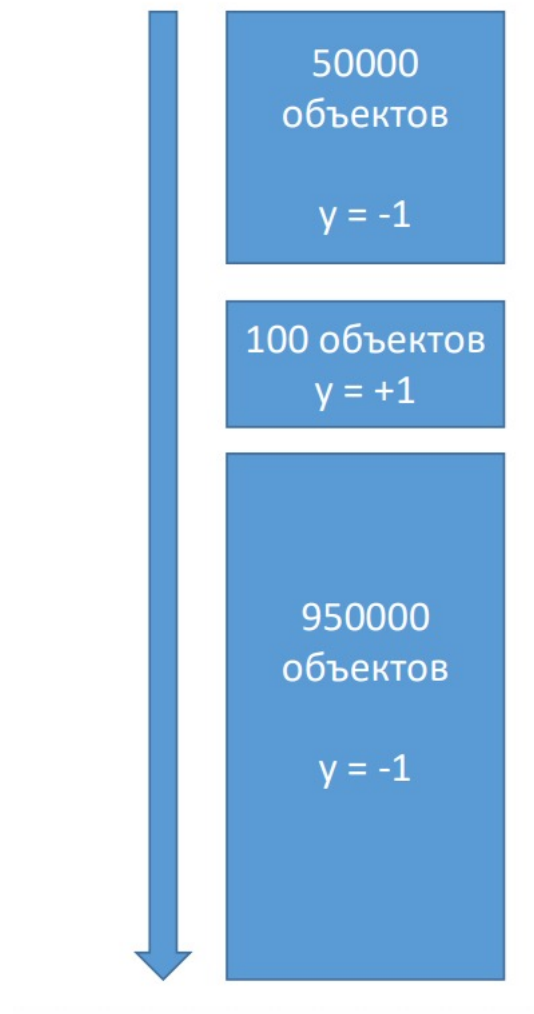 50000
объектов
y = -1
100 объектов
y = +1
950000
объектов
y = -1